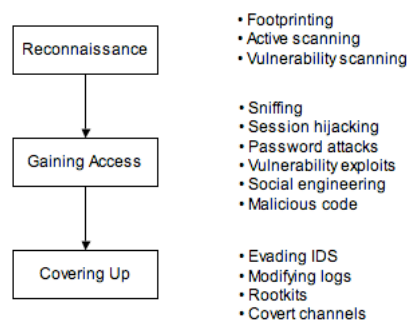 Reconnaissance
• Footprinting
• Active scanning
• Vulnerability scanning
Gaining Access
• Sniffing
• Session hijacking
• Password attacks
• Vulnerability exploits
• Social engineering
• Malicious code
Covering Up
• Evading IDS
• Modifying logs
• Rootkits
• Covert channels